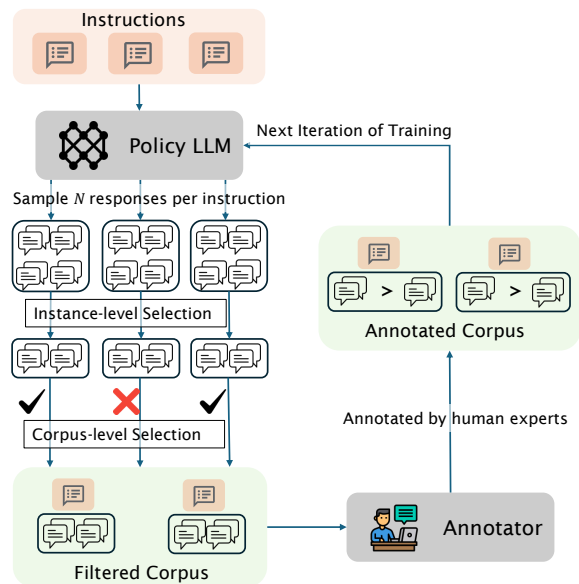 Instructions
Policy LLM
Next Iteration of Training
Sample N responses per instruction
Instance-level Selection
Corpus-level Selection
Filtered Corpus
Annotator
Annotated by human experts
>
>
Annotated Corpus